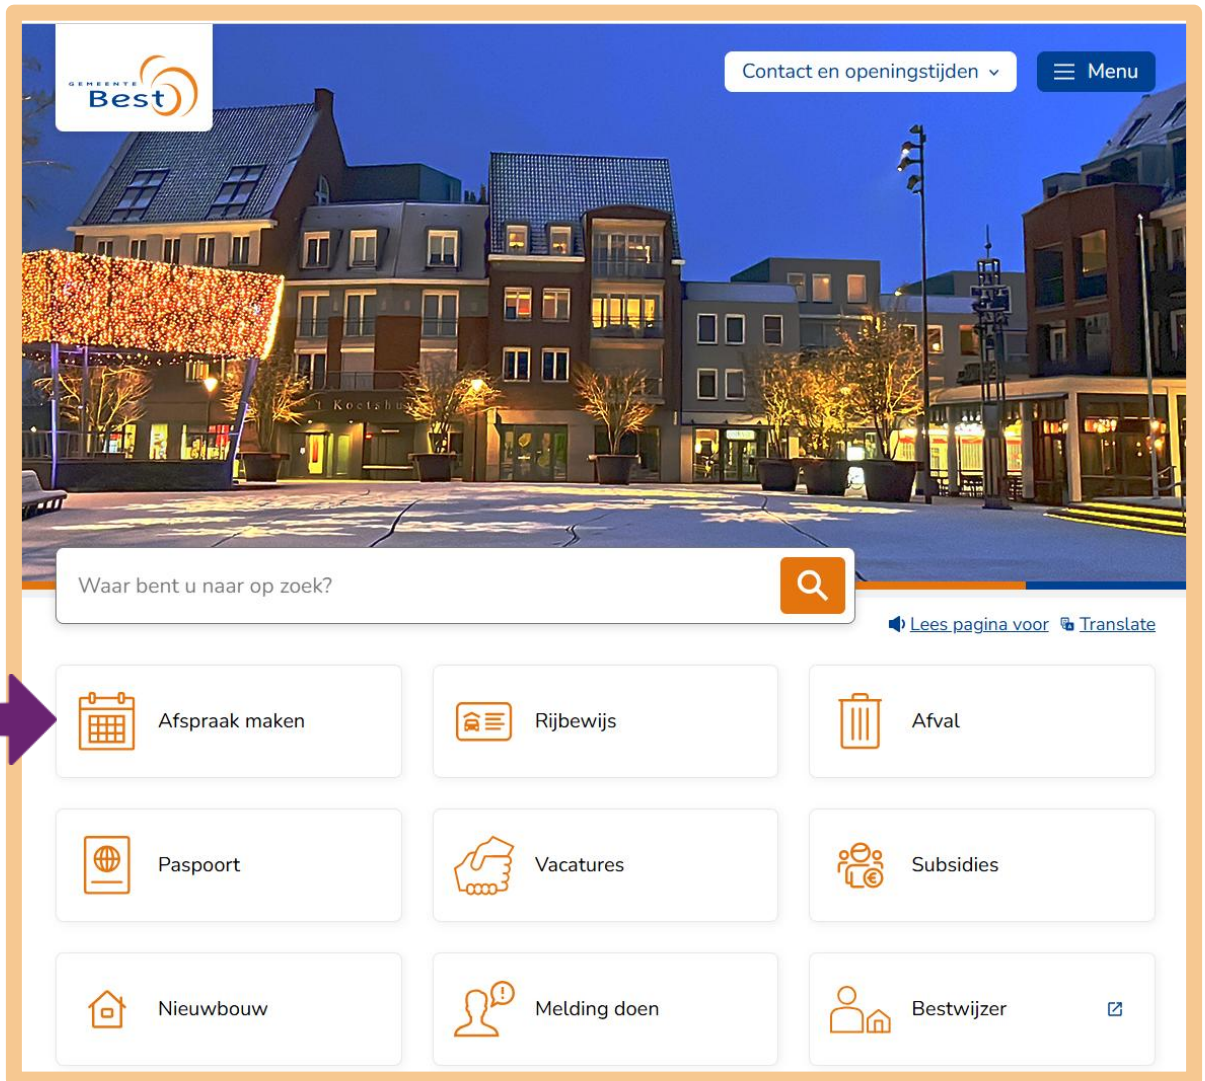 GEMEENTE
Best
Contact en openingstijden
Menu
't Koetshu
Waar bent u naar op zoek?
Lees pagina voor
Translate
Afspraak maken
Rijbewijs
Afval
Paspoort
Vacatures
Subsidies
Nieuwbouw
Melding doen
Bestwijzer